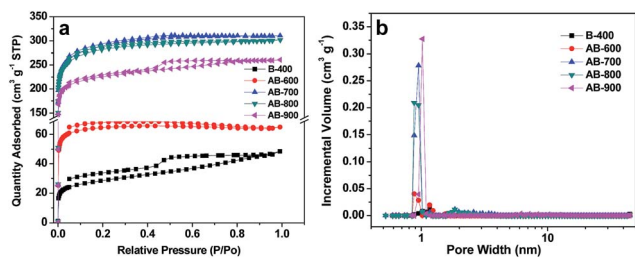 a
Quantity Adsorbed (cm³ g⁻¹ STP)
350
300
250
200
150
60
40
20
0
B-400
AB-600
AB-700
AB-800
AB-900
0.0 0.2 0.4 0.6 0.8 1.0
Relative Pressure (P/Po)
b
Incremental Volume (cm³ g⁻¹)
0.35
0.30
0.25
0.20
0.15
0.10
0.05
0.00
B-400
AB-600
AB-700
AB-800
AB-900
1 10
Pore Width (nm)